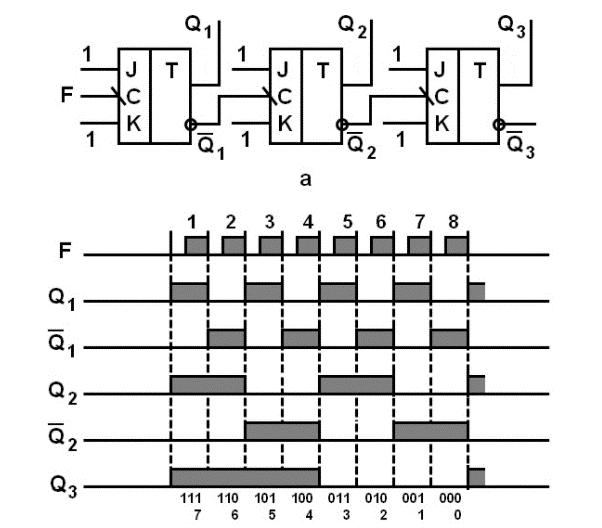 Q₁ Q₂ Q₃
1 1 1
J T J T J T
F C C C
K K K
1 Q̅₁ 1 Q̅₂ 1 Q̅₃
a
1 2 3 4 5 6 7 8
F
Q₁
Q̅₁
Q₂
Q̅₂
Q₃
111 110 101 100 011 010 001 000
7 6 5 4 3 2 1 0